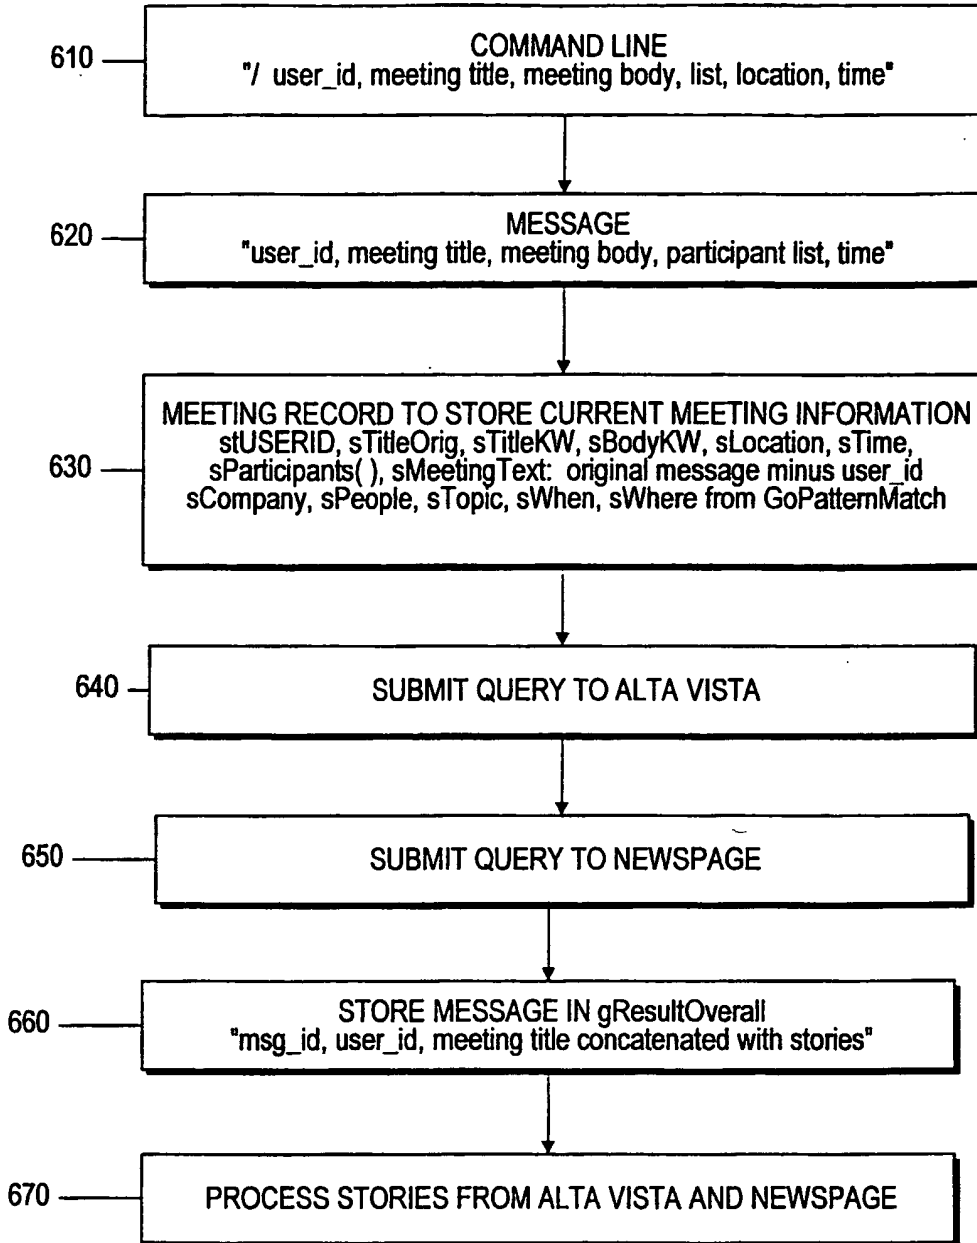 610
COMMAND LINE
"/ user_id, meeting title, meeting body, list, location, time"
620
MESSAGE
"user_id, meeting title, meeting body, participant list, time"
630
MEETING RECORD TO STORE CURRENT MEETING INFORMATION
stUSERID, sTitleOrig, sTitleKW, sBodyKW, sLocation, sTime,
sParticipants( ), sMeetingText: original message minus user_id
sCompany, sPeople, sTopic, sWhen, sWhere from GoPatternMatch
640
SUBMIT QUERY TO ALTA VISTA
650
SUBMIT QUERY TO NEWSPAGE
660
STORE MESSAGE IN gResultOverall
"msg_id, user_id, meeting title concatenated with stories"
670
PROCESS STORIES FROM ALTA VISTA AND NEWSPAGE